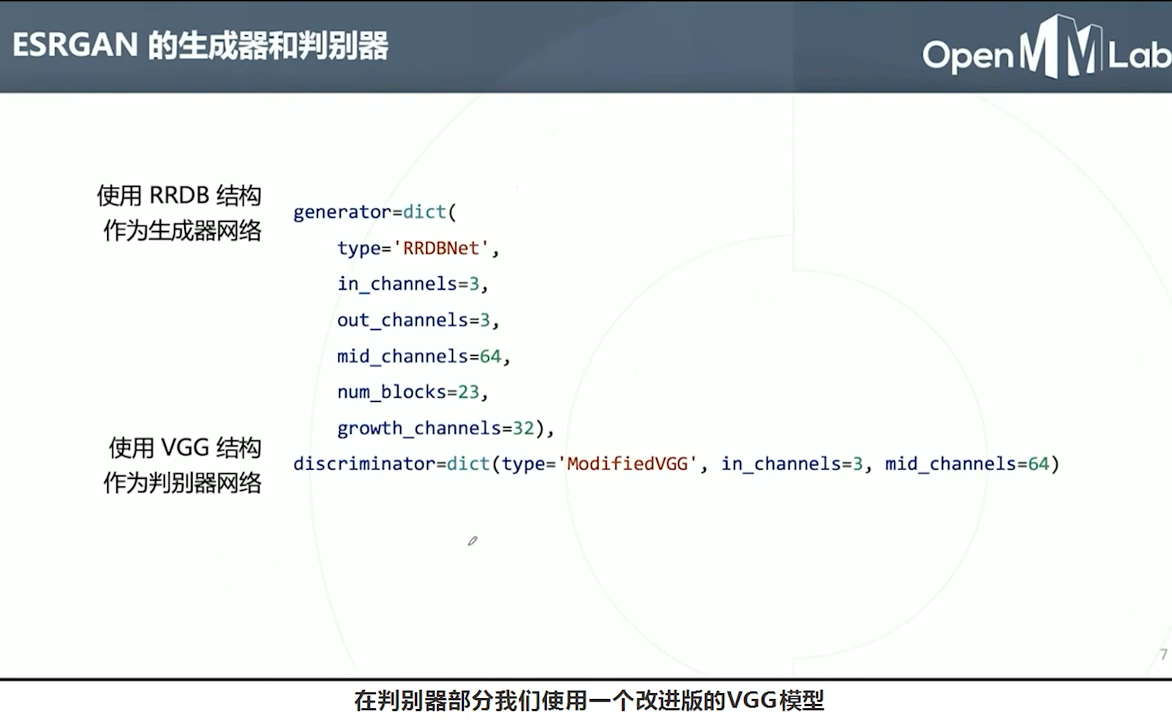 ESRGAN 的生成器和判别器
OpenMMLab
使用 RRDB 结构
作为生成器网络
generator=dict(
type='RRDBNet',
in_channels=3,
out_channels=3,
mid_channels=64,
num_blocks=23,
growth_channels=32),
使用 VGG 结构
作为判别器网络
discriminator=dict(type='ModifiedVGG', in_channels=3, mid_channels=64)
7
在判别器部分我们使用一个改进版的VGG模型